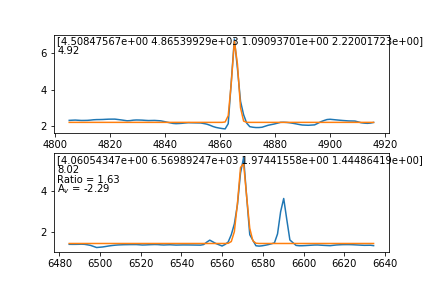 [4.50847567e+00 4.86539929e+03 1.09093701e+00 2.22001723e+00]
4.92
6
4
2
4800 4820 4840 4860 4880 4900 4920
[4.06054347e+00 6.56989247e+03 1.97441558e+00 1.44486419e+00]
8.02
Ratio = 1.63
Av = -2.29
4
2
6480 6500 6520 6540 6560 6580 6600 6620 6640